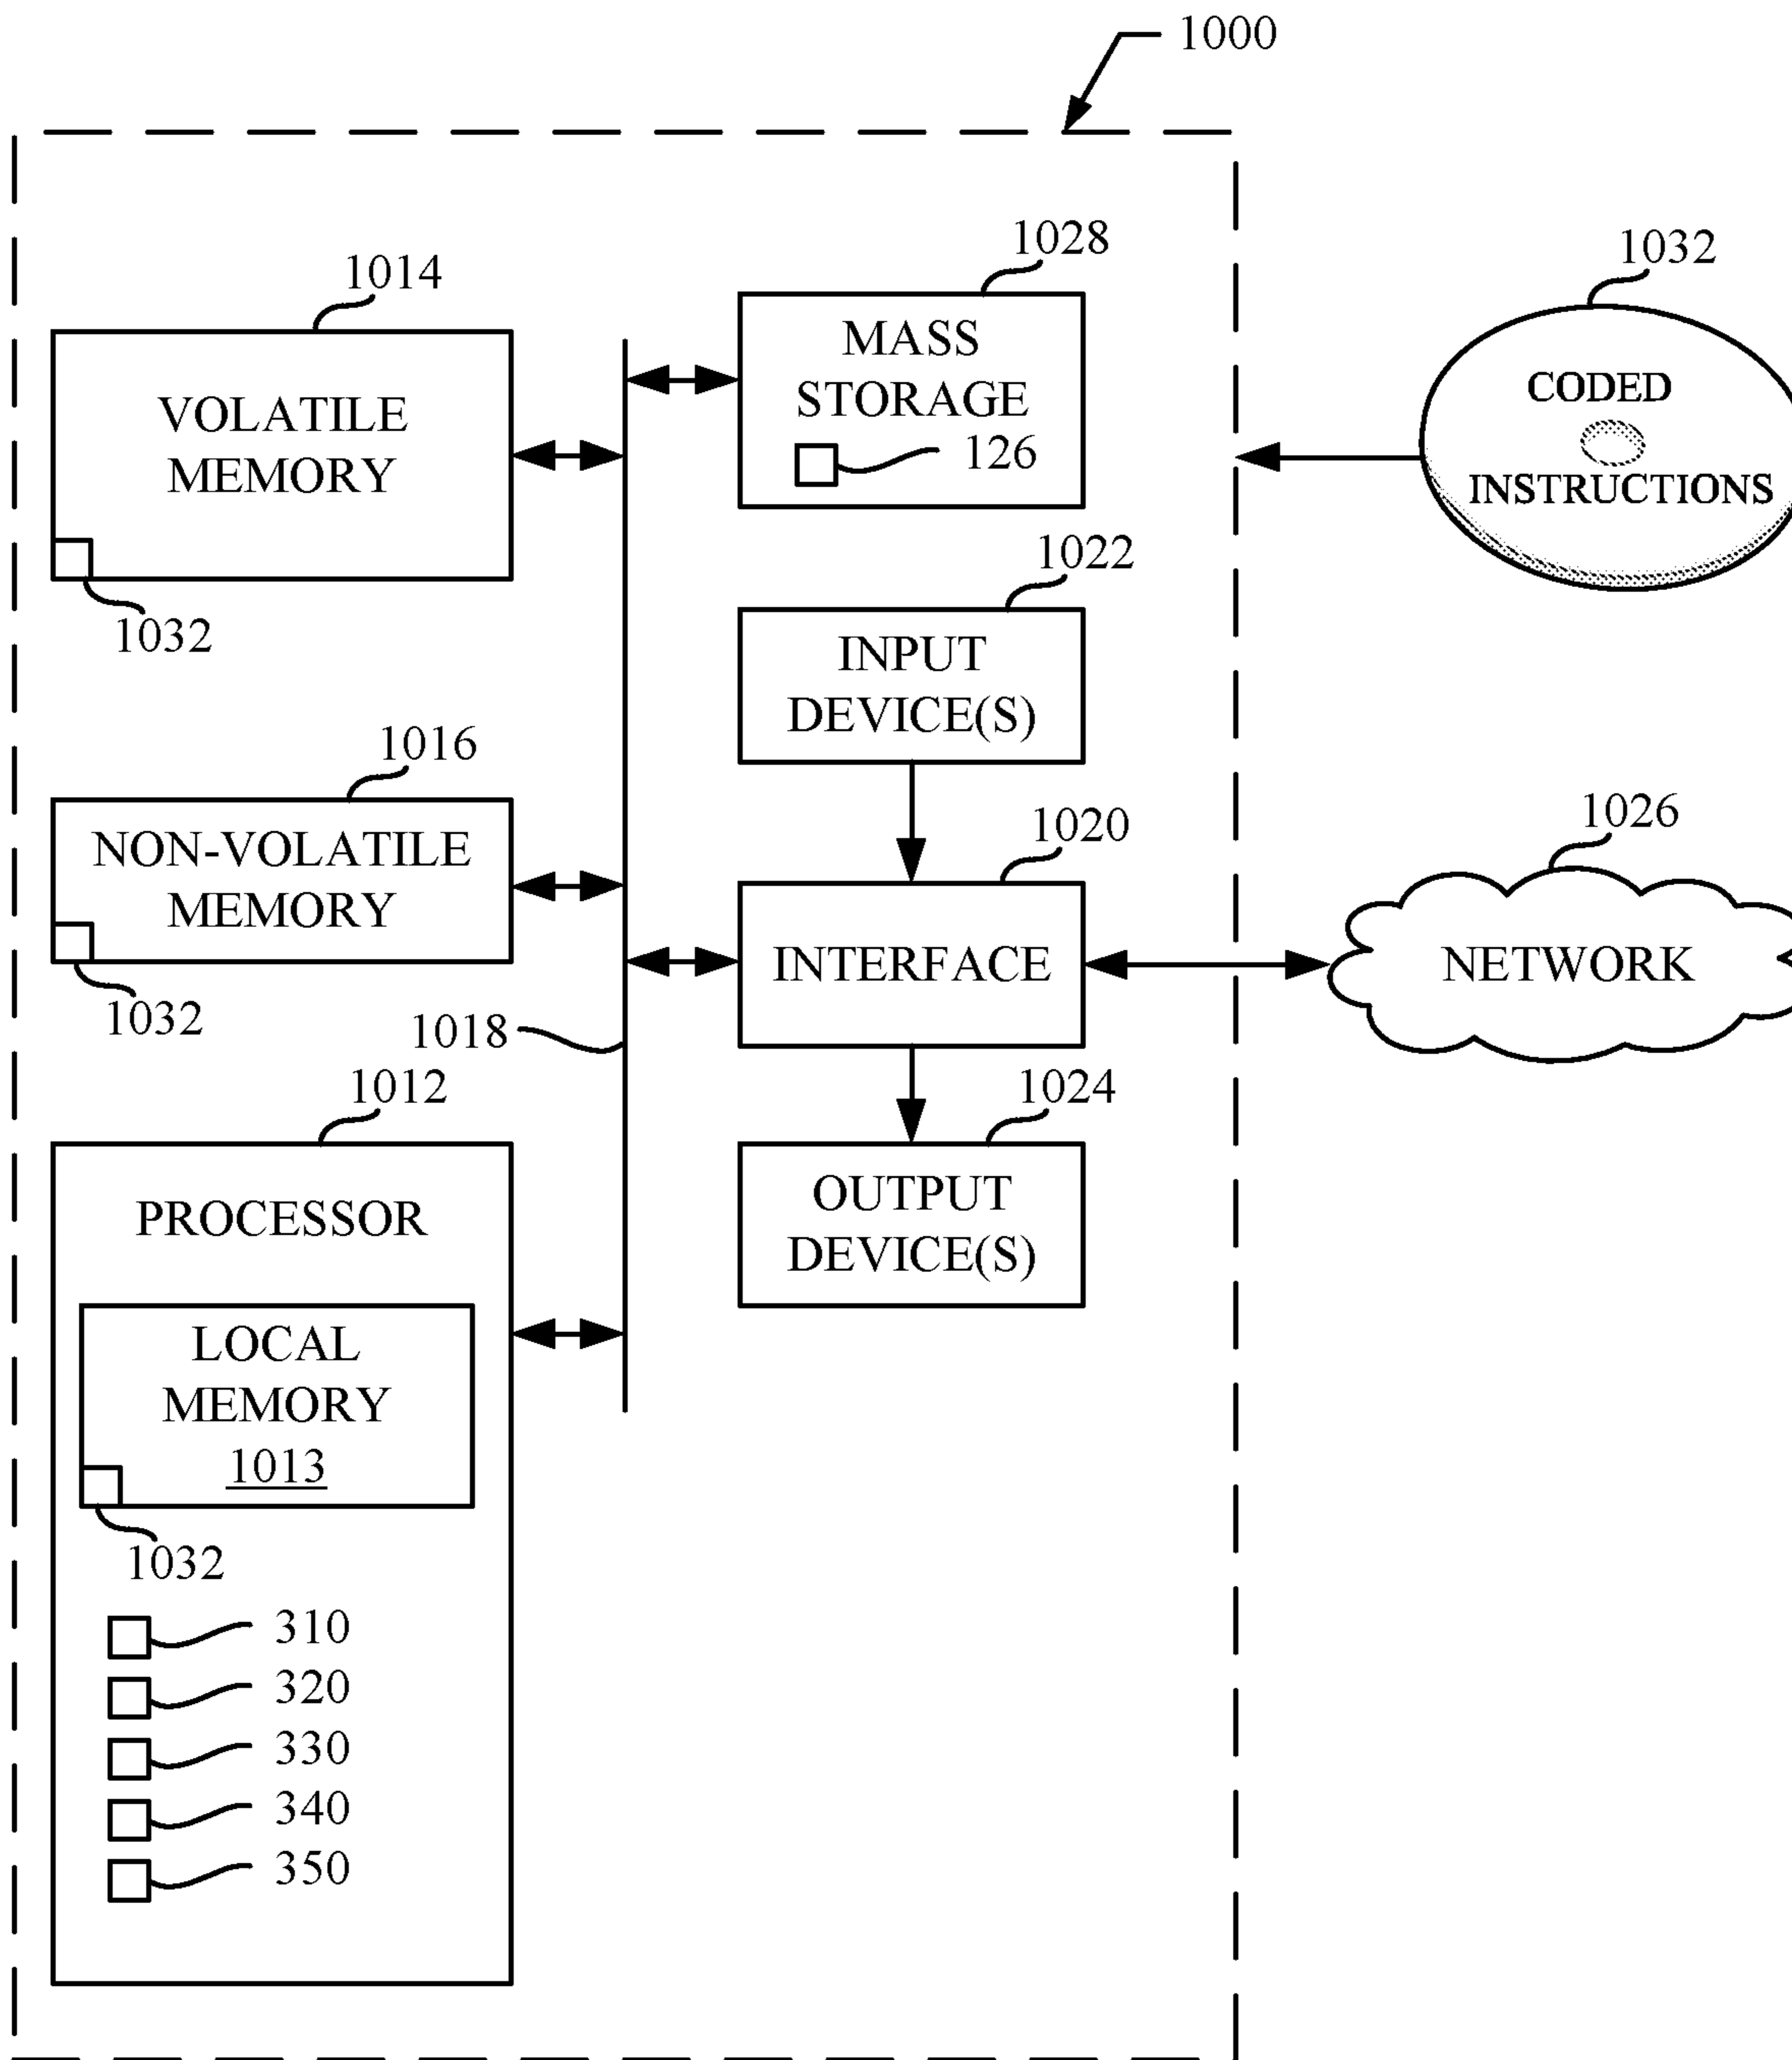 1000
1028
1032
1014
MASS
STORAGE
126
CODED
INSTRUCTIONS
VOLATILE
MEMORY
1032
1022
INPUT
DEVICE(S)
1016
NON-VOLATILE
MEMORY
1032
1020
INTERFACE
1026
NETWORK
1018
1012
1024
PROCESSOR
OUTPUT
DEVICE(S)
LOCAL
MEMORY
1013
1032
310
320
330
340
350